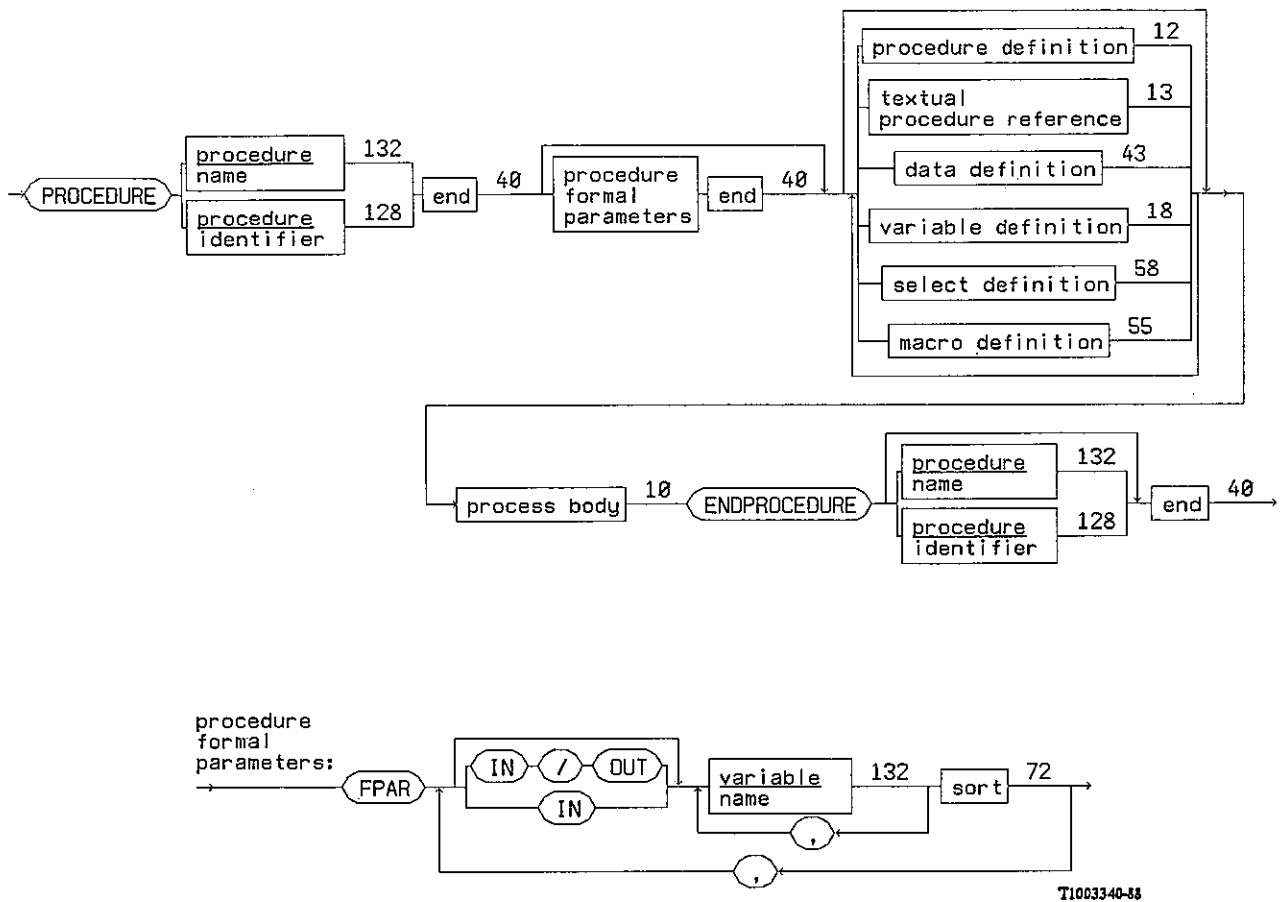 procedure definition 12
textual
procedure reference 13
data definition 43
variable definition 18
select definition 58
macro definition 55
PROCEDURE
procedure
name 132
procedure
identifier 128
end 40
procedure
formal
parameters
end 40
process body 10
ENDPROCEDURE
procedure
name 132
procedure
identifier 128
end 40
procedure
formal
parameters:
FPAR
IN / OUT
IN
variable
name 132
,
sort 72
,
T1003340-88